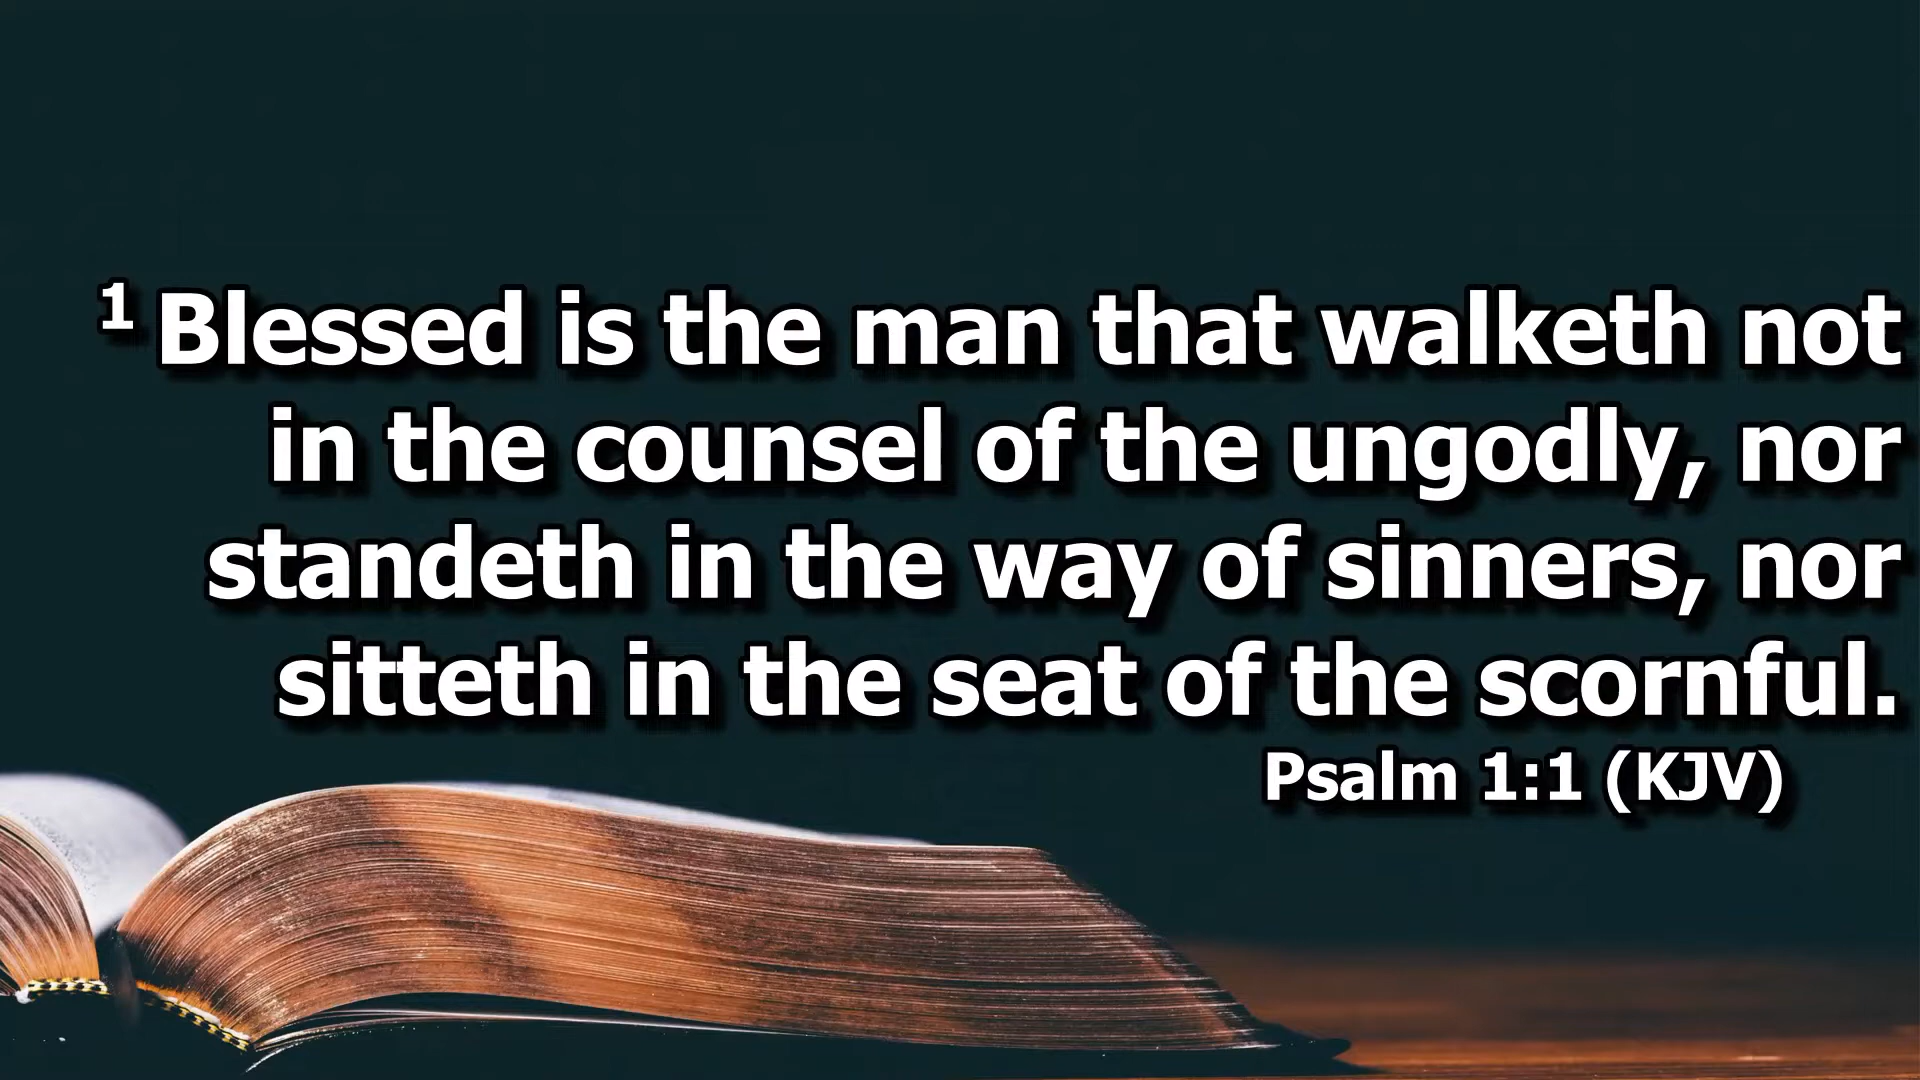 1 Blessed is the man that walketh not
in the counsel of the ungodly, nor
standeth in the way of sinners, nor
sitteth in the seat of the scornful.
Psalm 1:1 (KJV)